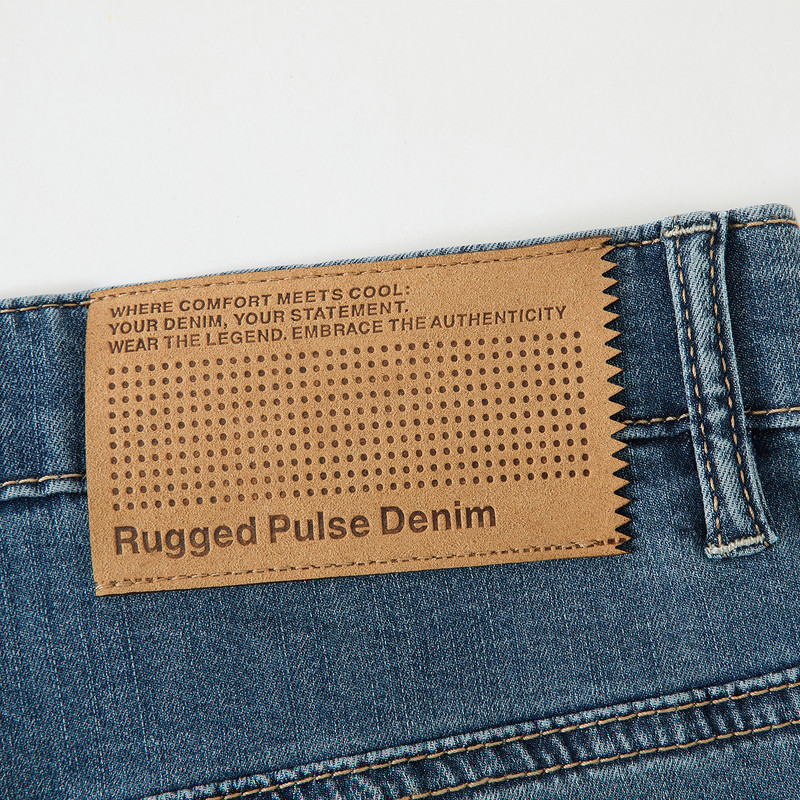 WHERE COMFORT MEETS COOL:
YOUR DENIM, YOUR STATEMENT.
WEAR THE LEGEND. EMBRACE THE AUTHENTICITY
Rugged Pulse Denim